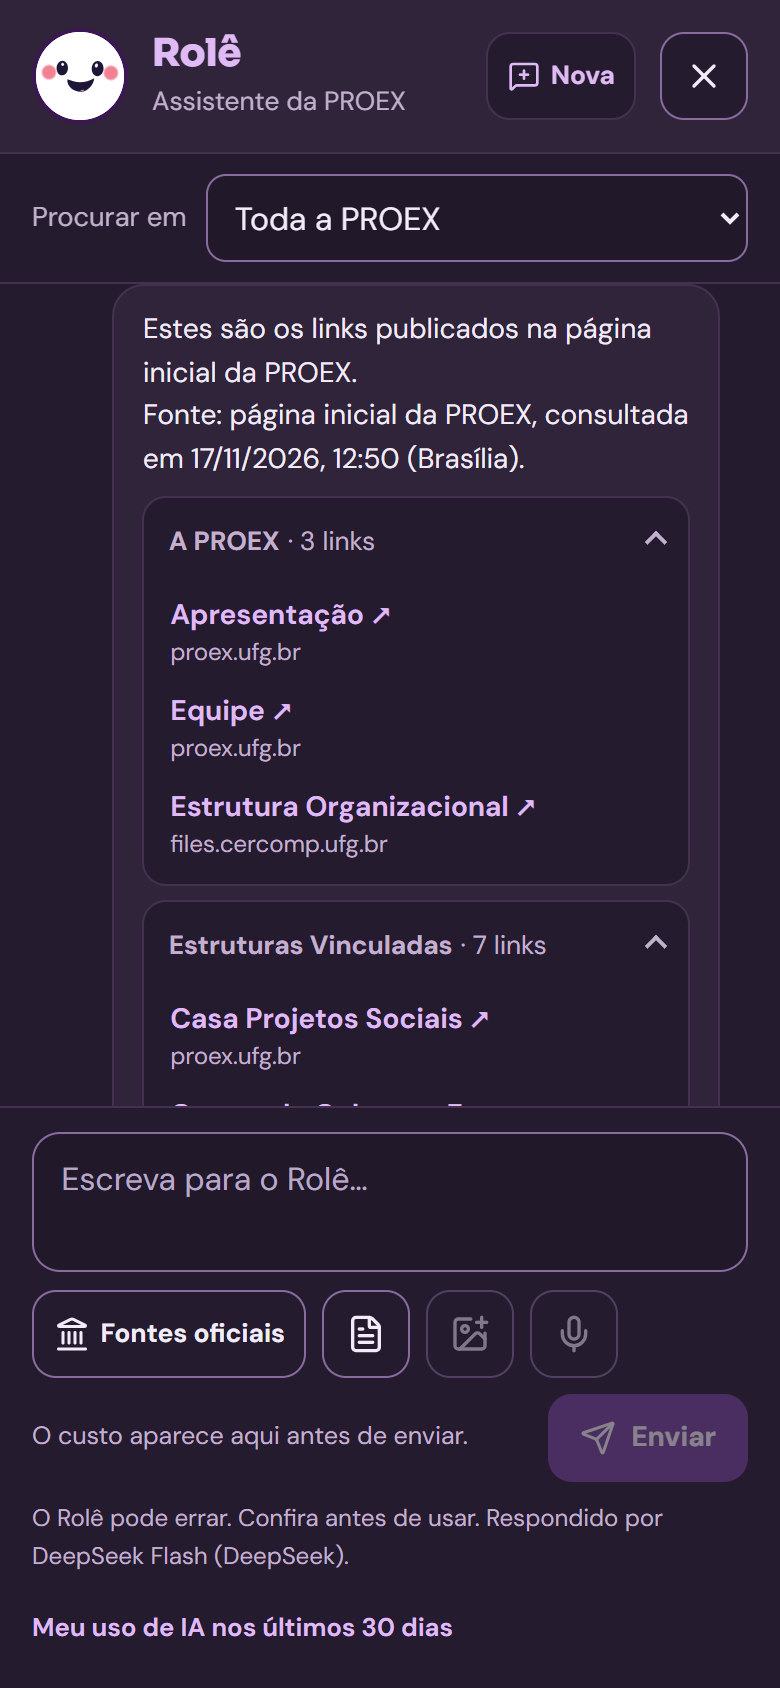 Rolê
Assistente da PROEX
Nova
Procurar em
Toda a PROEX
Estes são os links publicados na página
inicial da PROEX.
Fonte: página inicial da PROEX, consultada
em 17/11/2026, 12:50 (Brasília).
A PROEX · 3 links
Apresentação ↗
proex.ufg.br
Equipe ↗
proex.ufg.br
Estrutura Organizacional ↗
files.cercomp.ufg.br
Estruturas Vinculadas · 7 links
Casa Projetos Sociais ↗
proex.ufg.br
Escreva para o Rolê...
Fontes oficiais
O custo aparece aqui antes de enviar.
Enviar
O Rolê pode errar. Confira antes de usar. Respondido por
DeepSeek Flash (DeepSeek).
Meu uso de IA nos últimos 30 dias